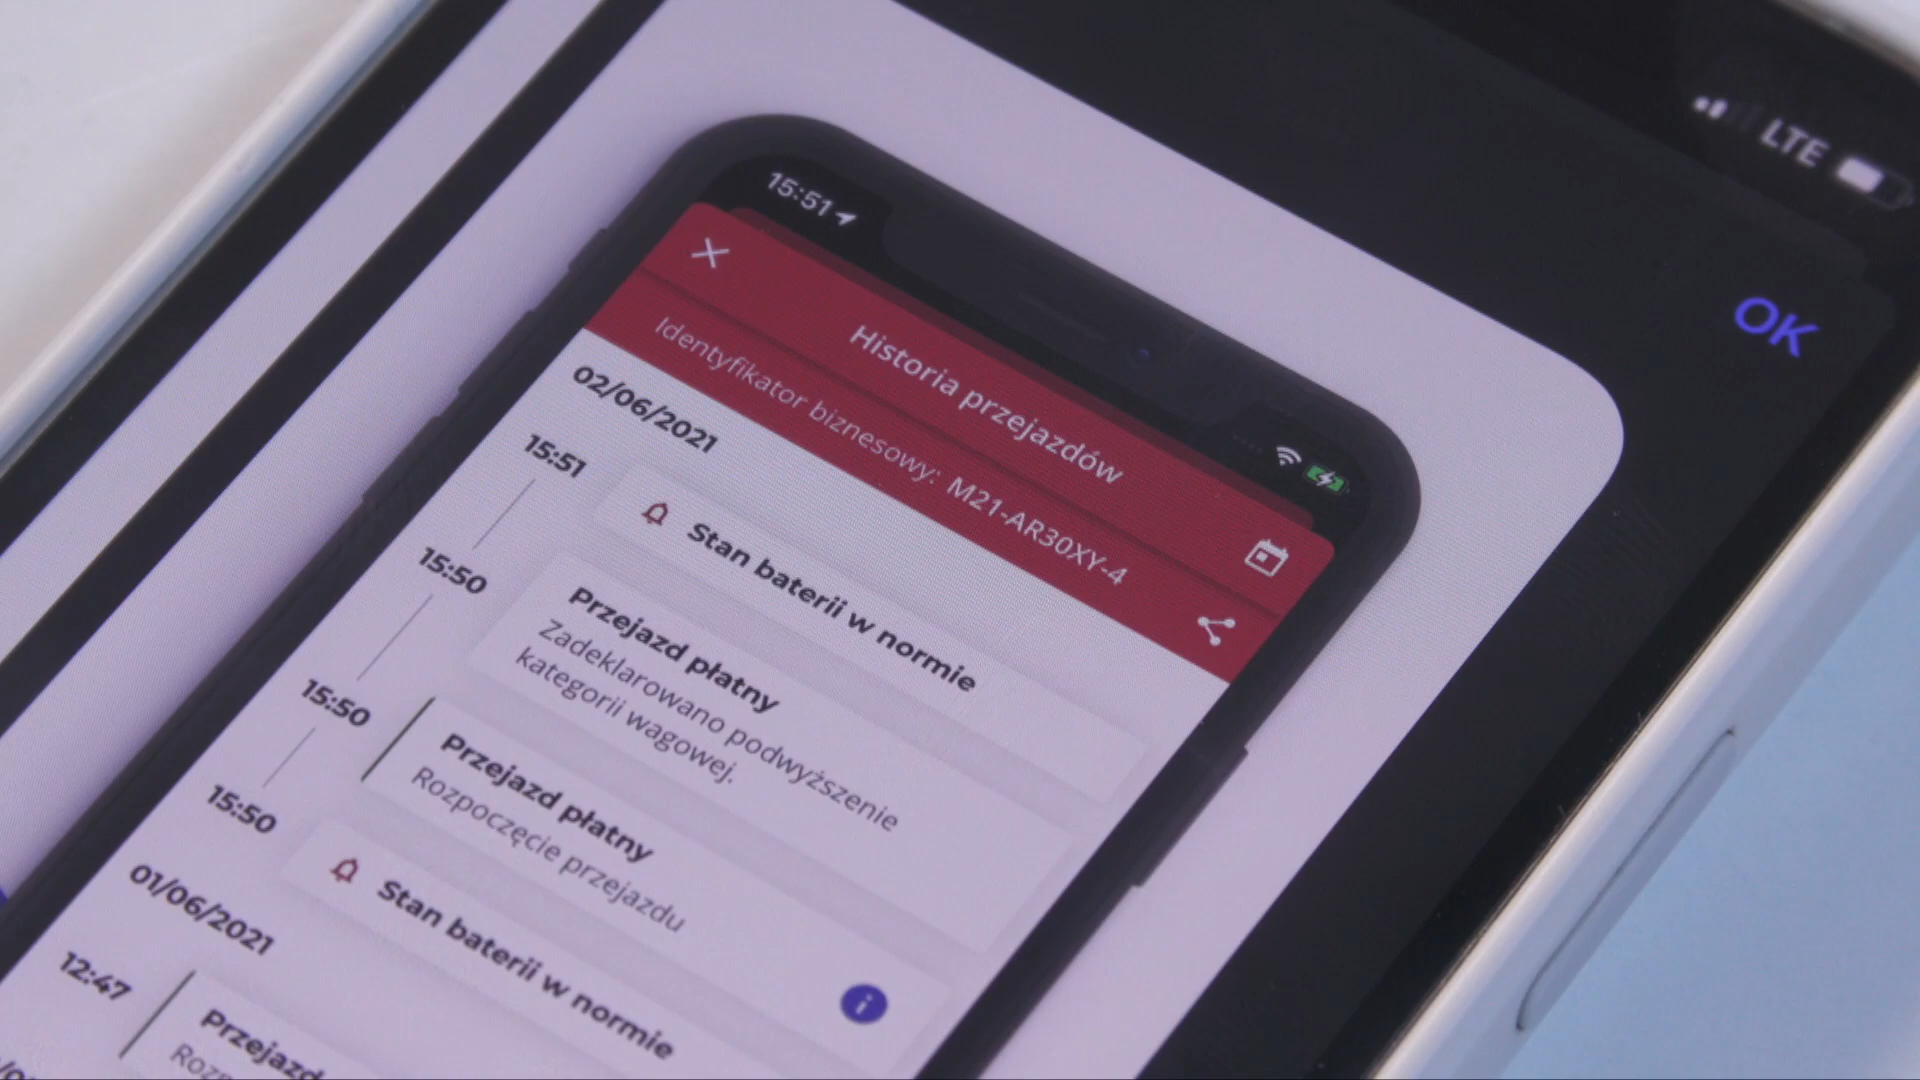 LTE
OK
15:51
Historia przejazdów
Identyfikator biznesowy: M21-AR30XY-4
02/06/2021
15:51
Stan baterii w normie
15:50
Przejazd płatny
Zadeklarowano podwyższenie
kategorii wagowej.
15:50
Przejazd płatny
Rozpoczęcie przejazdu
15:50
Stan baterii w normie
01/06/2021
12:47
Przejazd